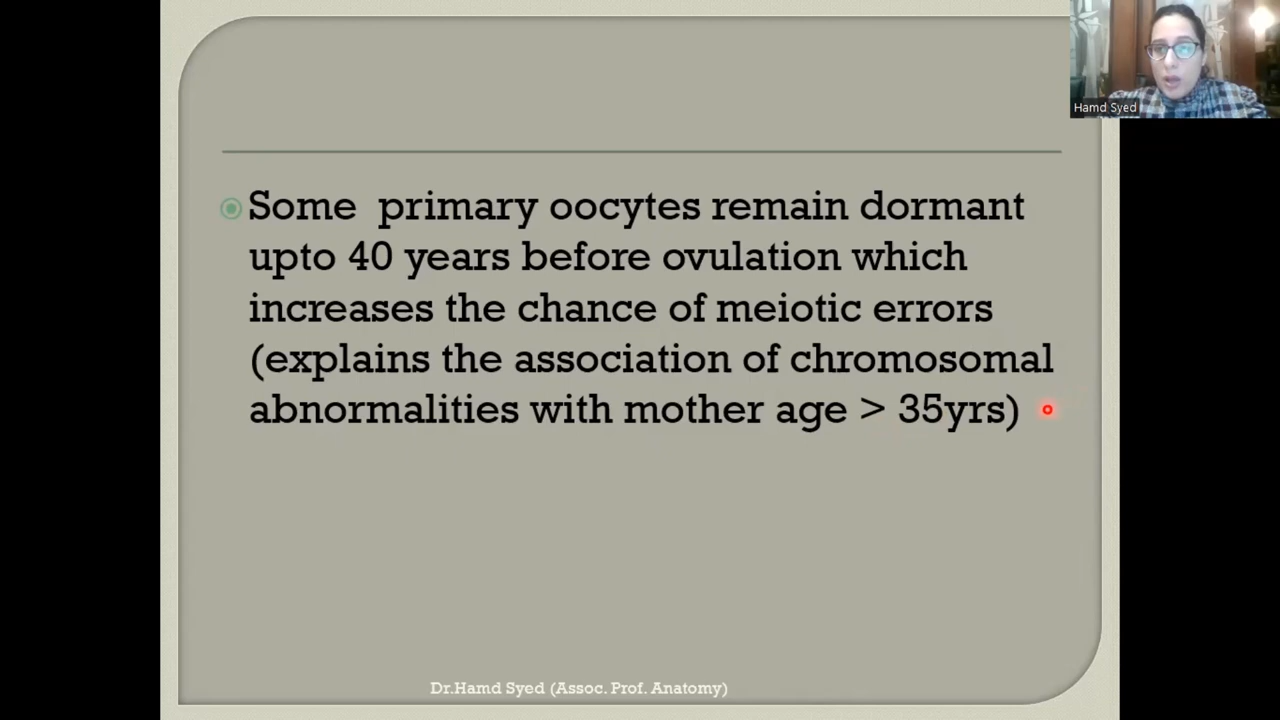 Hamd Syed
Some primary oocytes remain dormant
upto 40 years before ovulation which
increases the chance of meiotic errors
(explains the association of chromosomal
abnormalities with mother age > 35yrs)
Dr.Hamd Syed (Assoc. Prof. Anatomy)